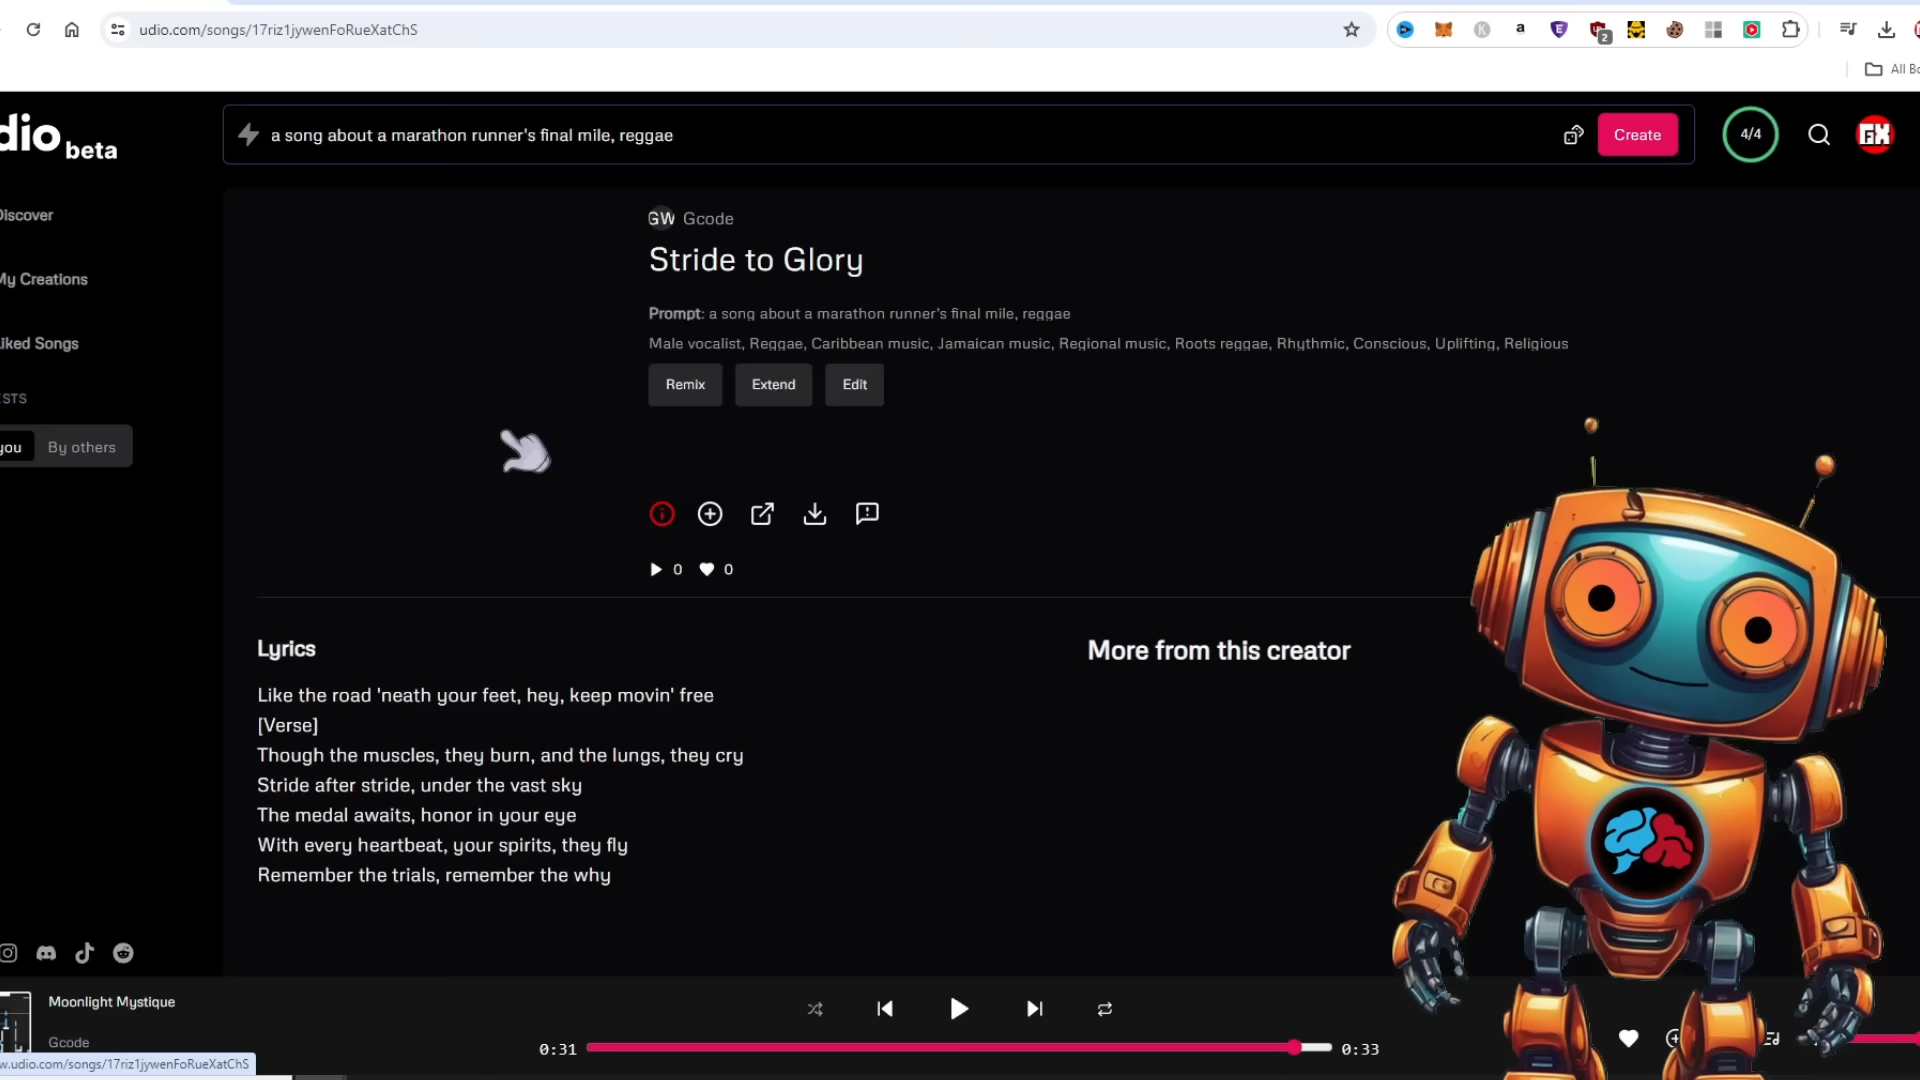 udio.com/songs/17riz1jywenFoRueXatChS
2
All Bo
dio beta
a song about a marathon runner's final mile, reggae
Create
4/4
FX
Discover
My Creations
Liked Songs
STS
you
By others
GW Gcode
Stride to Glory
Prompt: a song about a marathon runner's final mile, reggae
Male vocalist, Reggae, Caribbean music, Jamaican music, Regional music, Roots reggae, Rhythmic, Conscious, Uplifting, Religious
Remix
Extend
Edit
0
0
Lyrics
More from this creator
Like the road 'neath your feet, hey, keep movin' free
[Verse]
Though the muscles, they burn, and the lungs, they cry
Stride after stride, under the vast sky
The medal awaits, honor in your eye
With every heartbeat, your spirits, they fly
Remember the trials, remember the why
Moonlight Mystique
Gcode
0:31
0:33
w.udio.com/songs/17riz1jywenFoRueXatChS